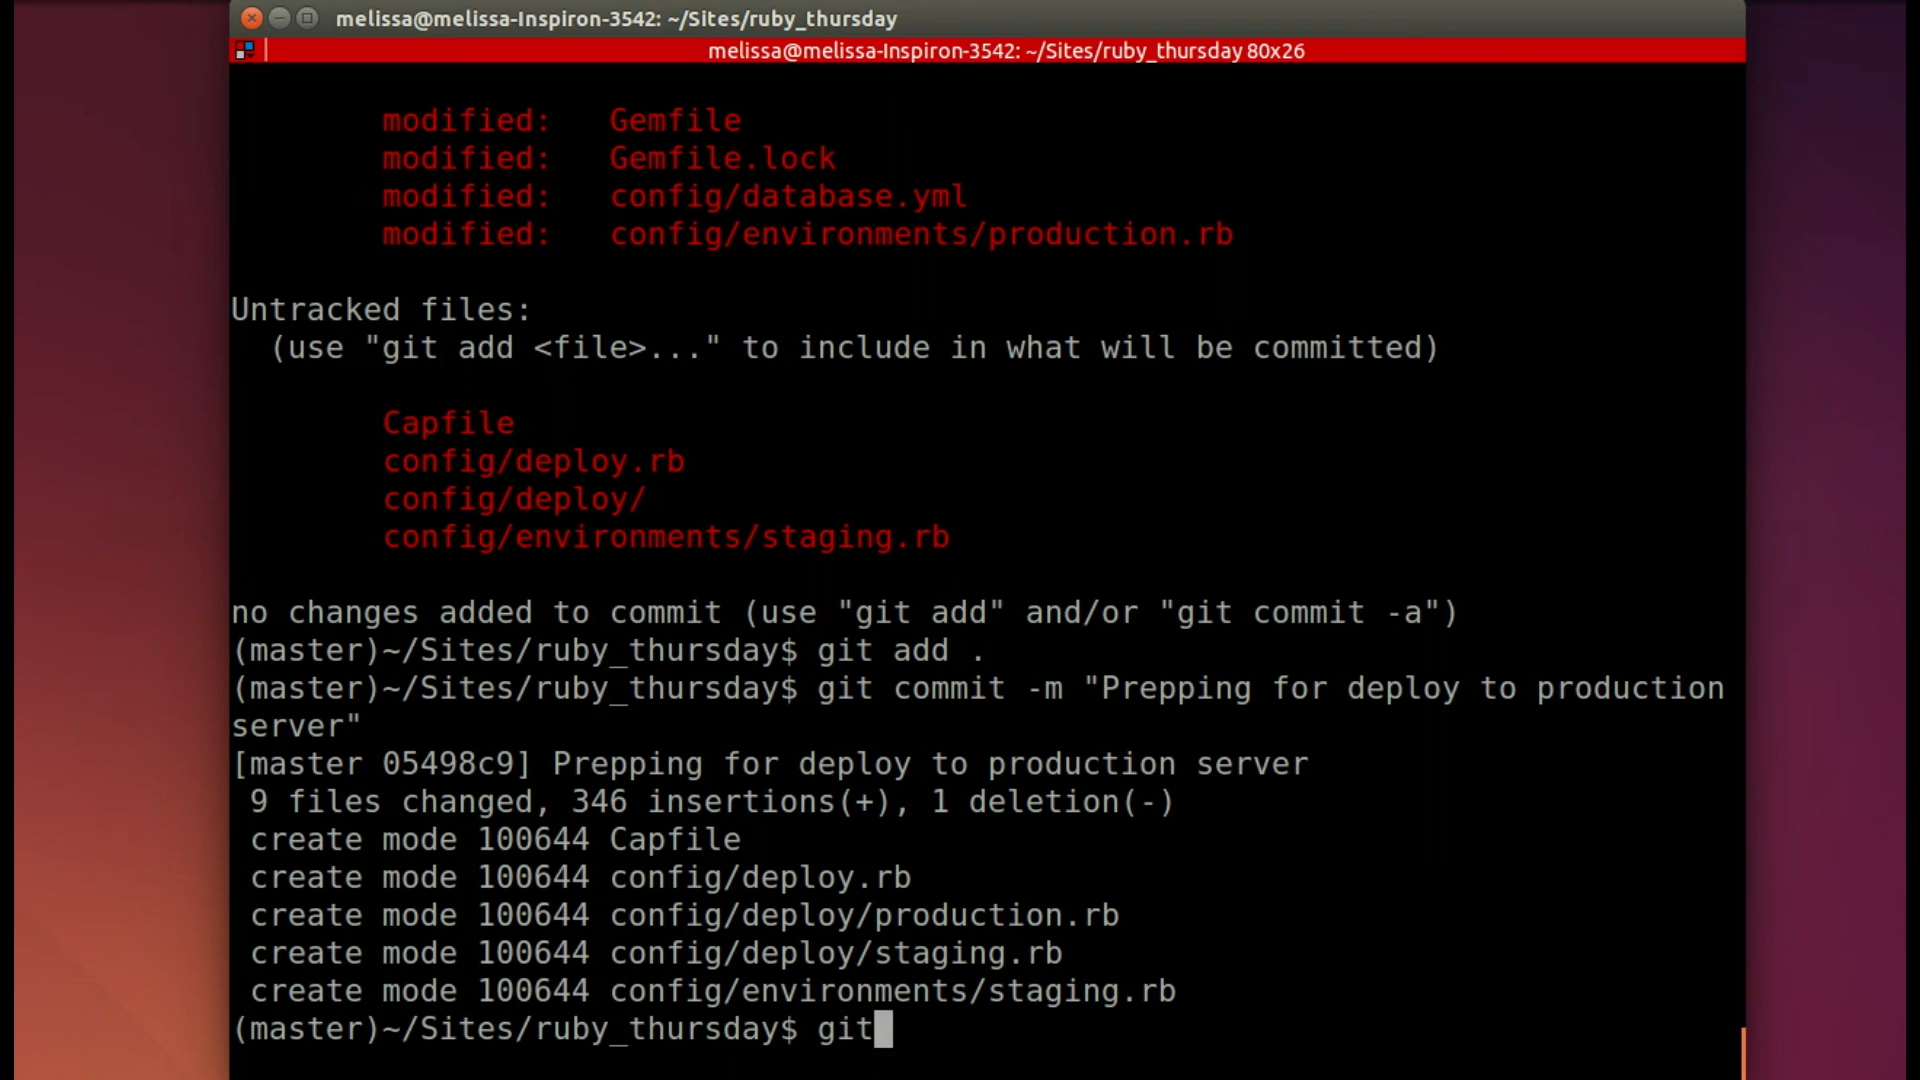 melissa@melissa-Inspiron-3542: ~/Sites/ruby_thursday
melissa@melissa-Inspiron-3542: ~/Sites/ruby_thursday 80x26
modified:   Gemfile
modified:   Gemfile.lock
modified:   config/database.yml
modified:   config/environments/production.rb
Untracked files:
(use "git add <file>..." to include in what will be committed)
Capfile
config/deploy.rb
config/deploy/
config/environments/staging.rb
no changes added to commit (use "git add" and/or "git commit -a")
(master)~/Sites/ruby_thursday$ git add .
(master)~/Sites/ruby_thursday$ git commit -m "Prepping for deploy to production
server"
[master 05498c9] Prepping for deploy to production server
9 files changed, 346 insertions(+), 1 deletion(-)
create mode 100644 Capfile
create mode 100644 config/deploy.rb
create mode 100644 config/deploy/production.rb
create mode 100644 config/deploy/staging.rb
create mode 100644 config/environments/staging.rb
(master)~/Sites/ruby_thursday$ git